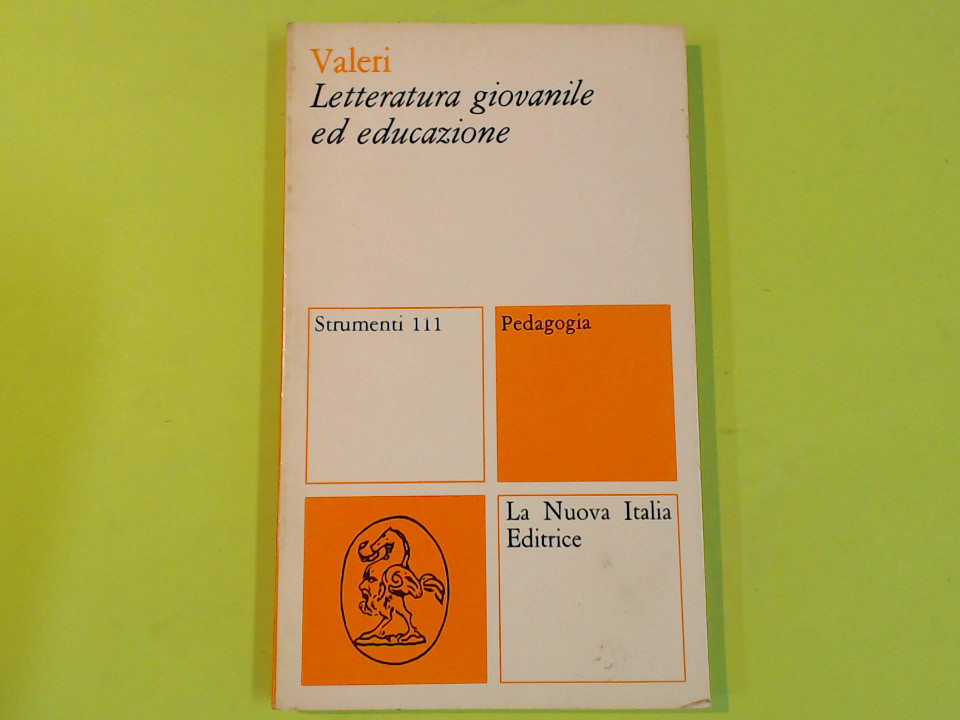 Valeri
Letteratura giovanile
ed educazione
Strumenti 111
Pedagogia
La Nuova Italia
Editrice